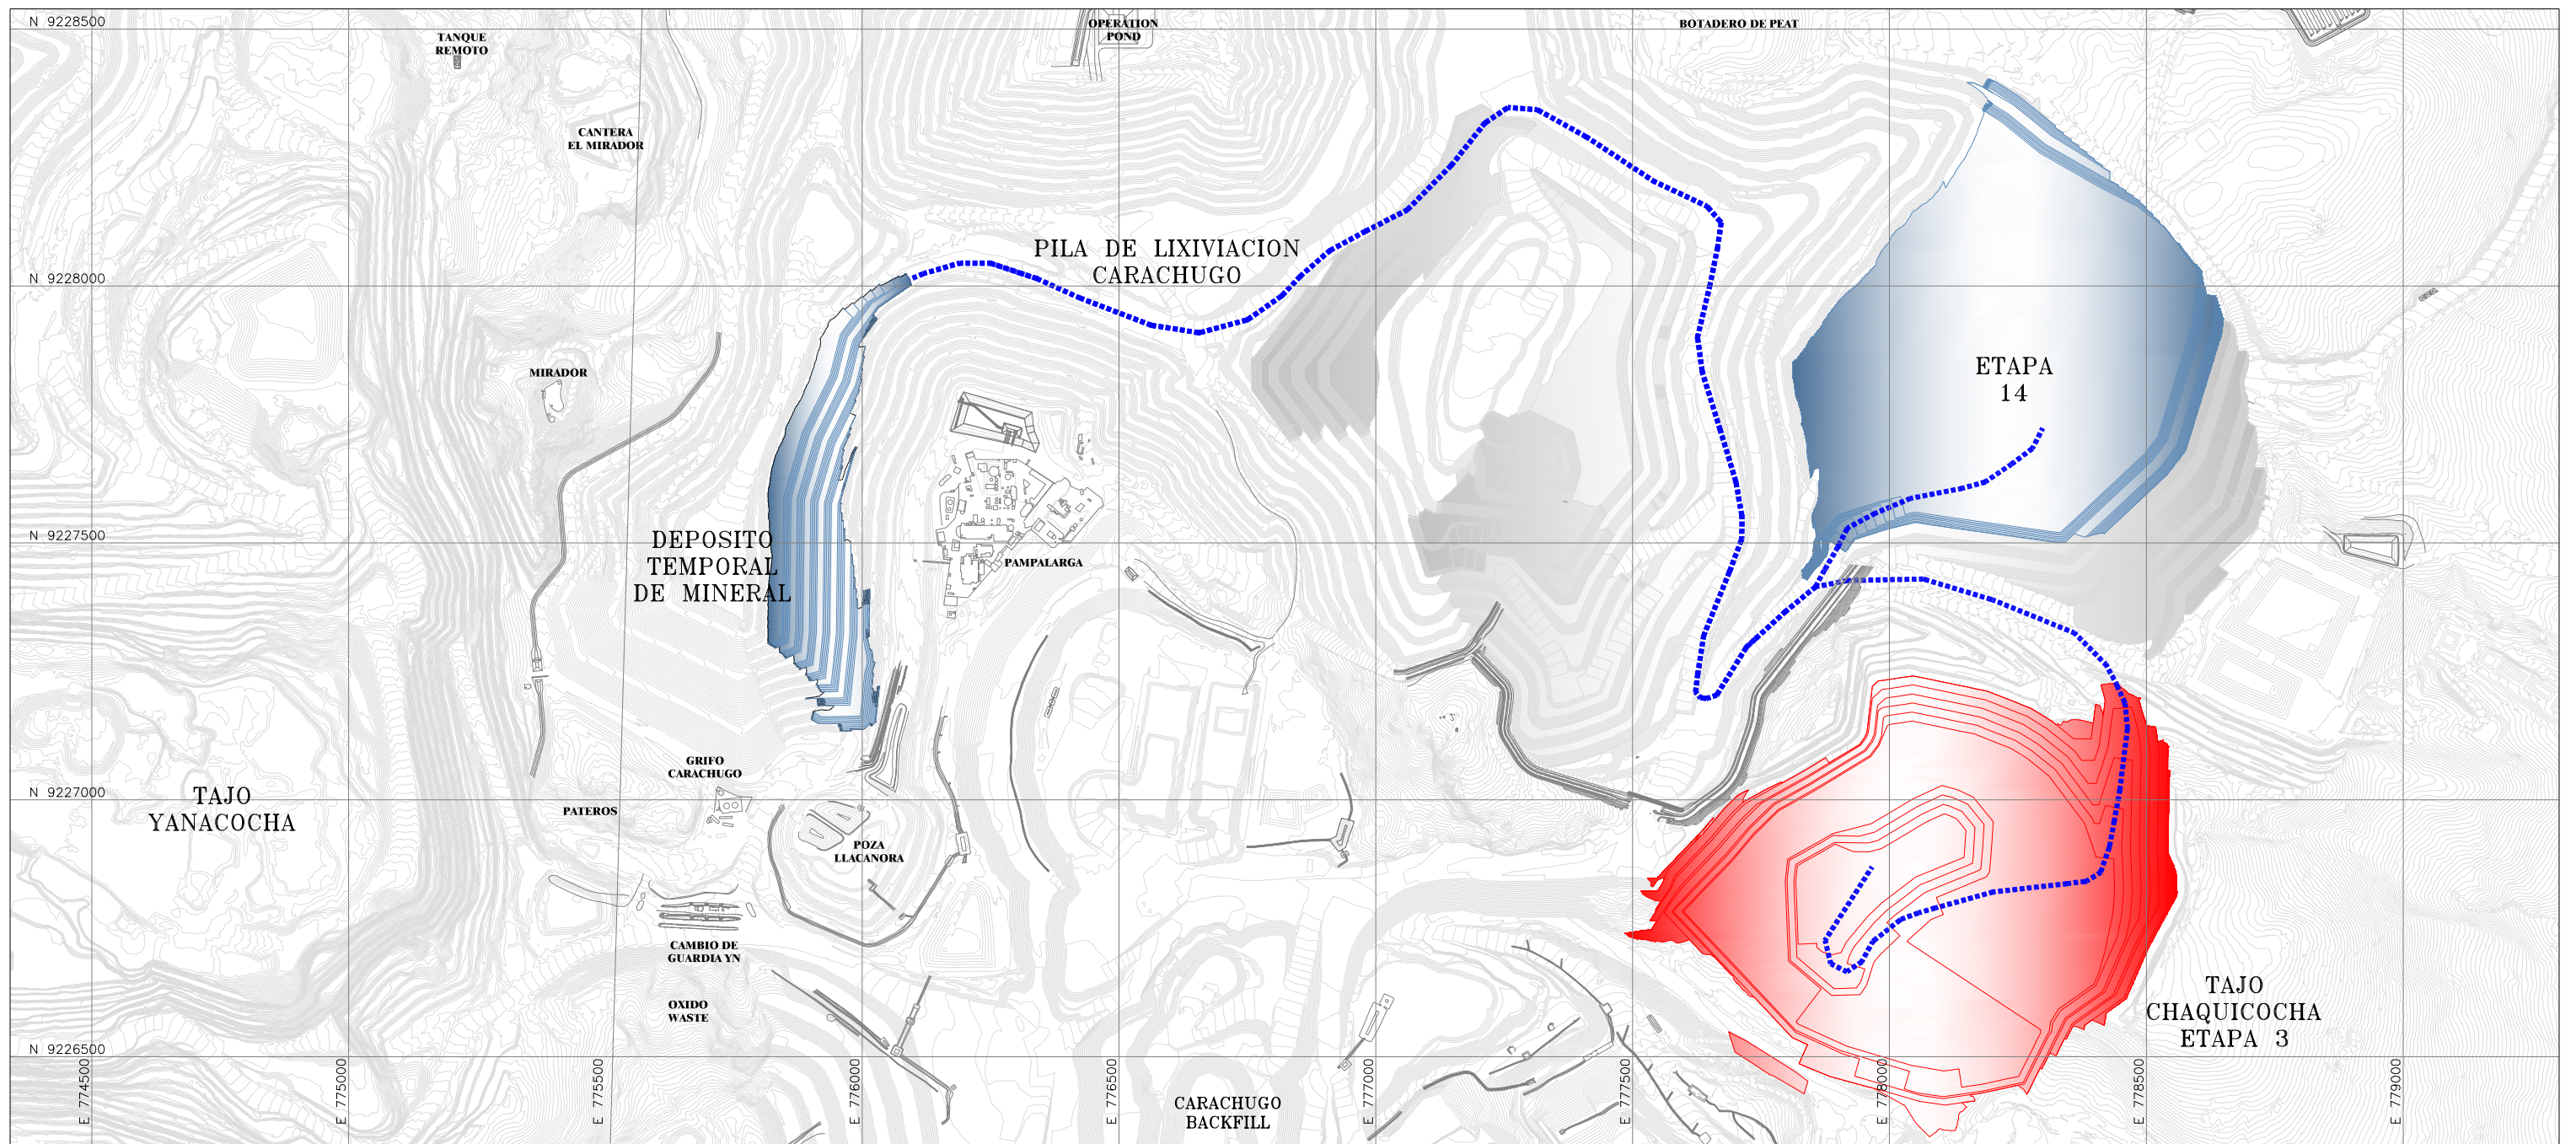 N 9228500
TANQUE
REMOTO
OPERATION
POND
BOTADERO DE PEAT
CANTERA
EL MIRADOR
PILA DE LIXIVIACION
CARACHUGO
N 9228000
MIRADOR
ETAPA
14
N 9227500
DEPOSITO
TEMPORAL
DE MINERAL
PAMPALARGA
GRIFO
CARACHUGO
N 9227000
TAJO
YANACOCHA
PATEROS
POZA
LLACANORA
CAMBIO DE
GUARDIA YN
OXIDO
WASTE
TAJO
CHAQUICOCHA
ETAPA 3
N 9226500
E 774500
E 775000
E 775500
E 776000
E 776500
E 777000
E 777500
E 778000
E 778500
E 779000
CARACHUGO
BACKFILL